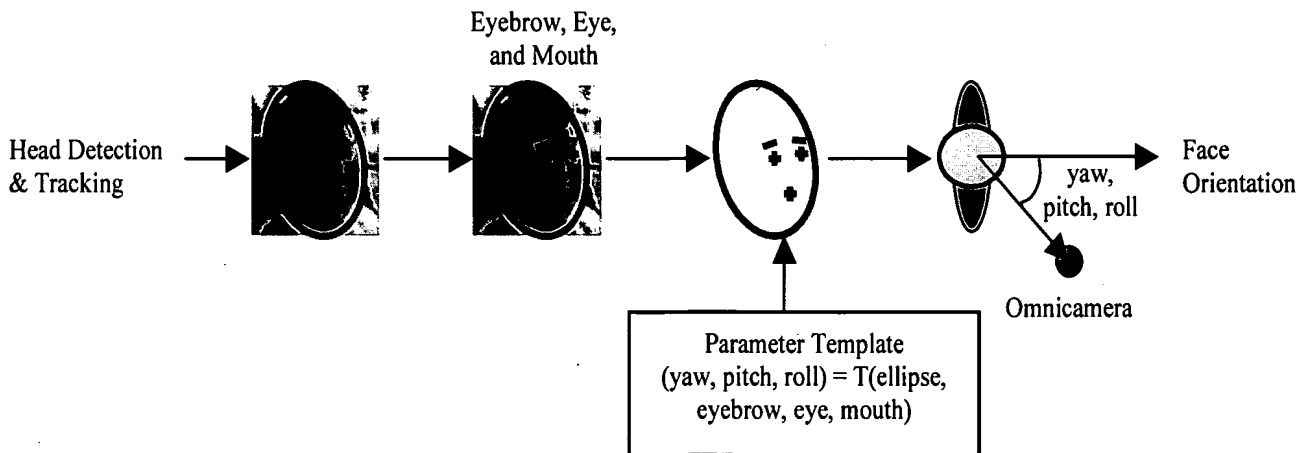 Eyebrow, Eye,
and Mouth
Head Detection
& Tracking
yaw,
pitch, roll
Face
Orientation
Omnicamera
Parameter Template
(yaw, pitch, roll) = T(ellipse,
eyebrow, eye, mouth)